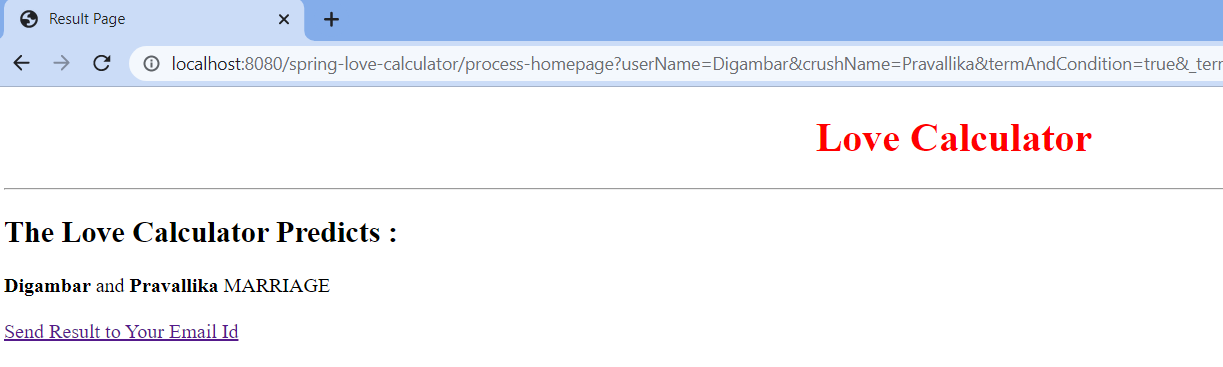 Result Page
localhost:8080/spring-love-calculator/process-homepage?userName=Digambar&crushName=Pravallika&termAndCondition=true&_terr
Love Calculator
The Love Calculator Predicts :
Digambar and Pravallika MARRIAGE
Send Result to Your Email Id